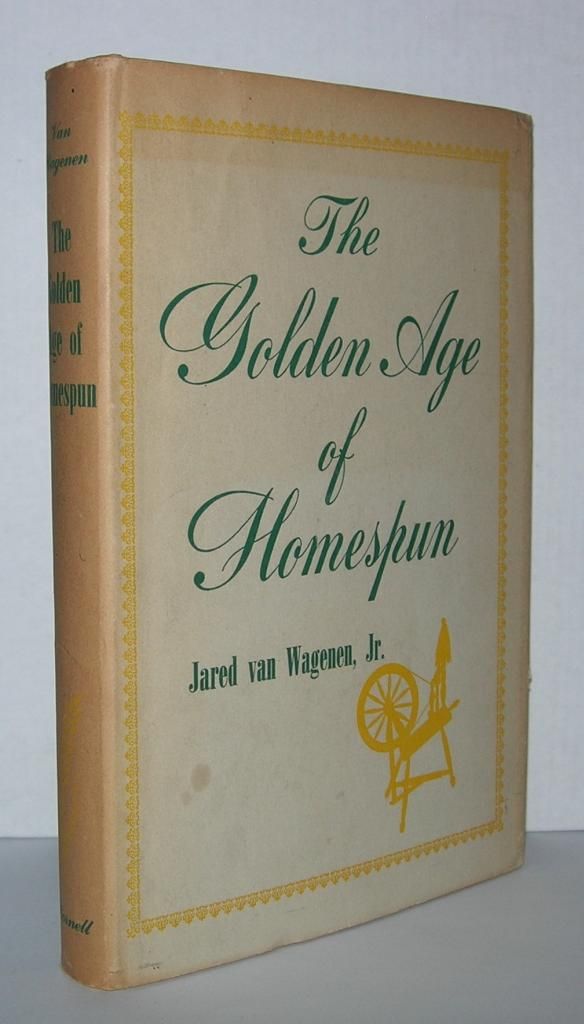 The
Golden Age
of
Homespun
Jared van Wagenen, Jr.
Van
The
of